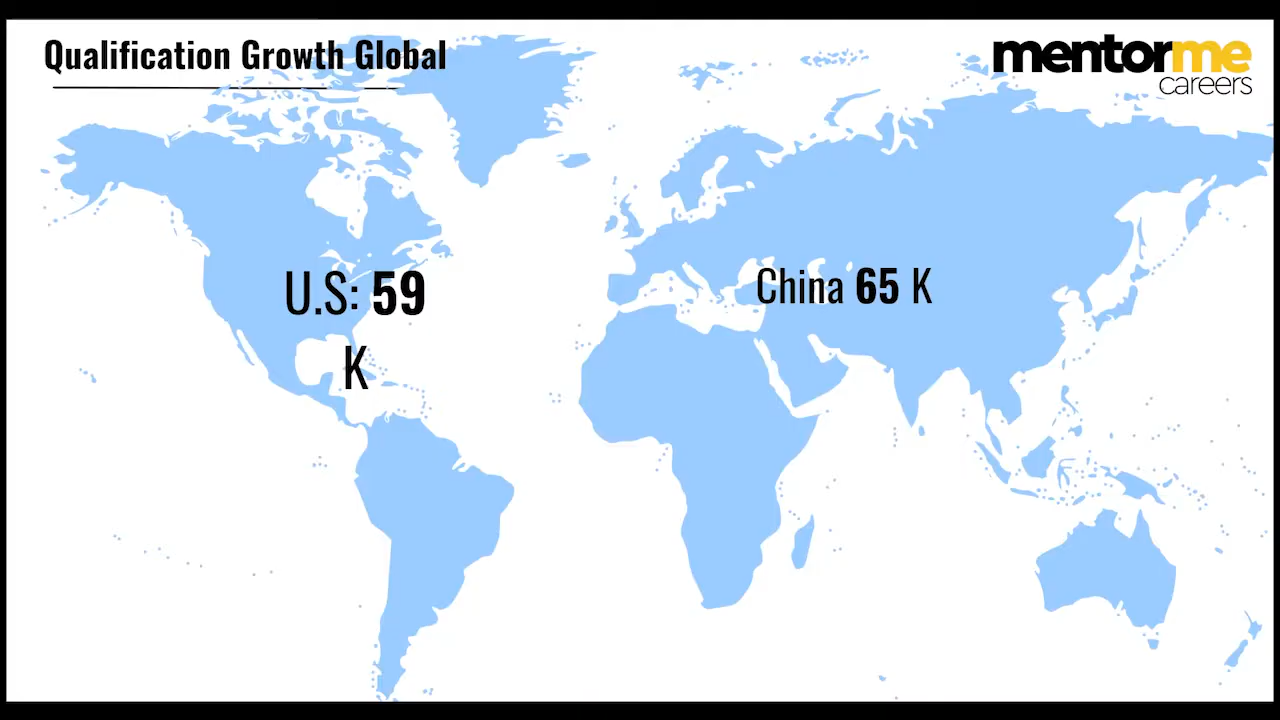 Qualification Growth Global
mentorme
careers
U.S: 59
K
China 65 K